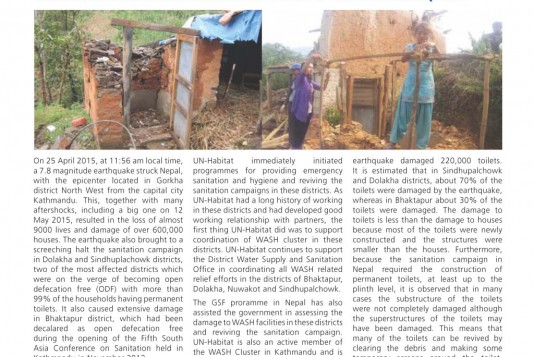 On 25 April 2015, at 11:56 am local time,
a 7.8 magnitude earthquake struck Nepal,
with the epicenter located in Gorkha
district North West from the capital city
Kathmandu. This, together with many
aftershocks, including a big one on 12
May 2015, resulted in the loss of almost
9000 lives and damage of over 600,000
houses. The earthquake also brought to a
screeching halt the sanitation campaign
in Dolakha and Sindhuplachowk districts,
two of the most affected districts which
were on the verge of becoming open
defecation free (ODF) with more than
99% of the households having permanent
toilets. It also caused extensive damage
in Bhaktapur district, which had been
decalared as open defecation free
during the opening of the Fifth South
Asia Conference on Sanitation held in
Kathmandu in November 2013.
UN-Habitat immediately initiated
programmes for providing emergency
sanitation and hygiene and reviving the
sanitation campaigns in these districts. As
UN-Habitat had a long history of working
in these districts and had developed good
working relationship with partners, the
first thing UN-Habitat did was to support
coordination of WASH cluster in these
districts. UN-Habitat continues to support
the District Water Supply and Sanitation
Office in coordinating all WASH related
relief efforts in the districts of Bhaktapur,
Dolakha, Nuwakot and Sindhupalchowk.
The GSF proramme in Nepal has also
assisted the government in assessing the
damage to WASH facilities in these districts
and reviving the sanitation campaign.
UN-Habitat is also an active member of
the WASH Cluster in Kathmandu and is
earthquake damaged 220,000 toilets.
It is estimated that in Sindhupalchowk
and Dolakha districts, about 70% of the
toilets were damaged by the earthquake,
whereas in Bhaktapur about 30% of the
toilets were damaged. The damage to
toilets is less than the damage to houses
because most of the toilets were newly
constructed and the structures were
smaller than the houses. Furthermore,
because the sanitation campaign in
Nepal required the construction of
permanent toilets, at least up to the
plinth level, it is observed that in many
cases the substructure of the toilets
were not completely damaged although
the superstructures of the toilets may
have been damaged. This means that
many of the toilets can be revived by
clearing the debris and making some